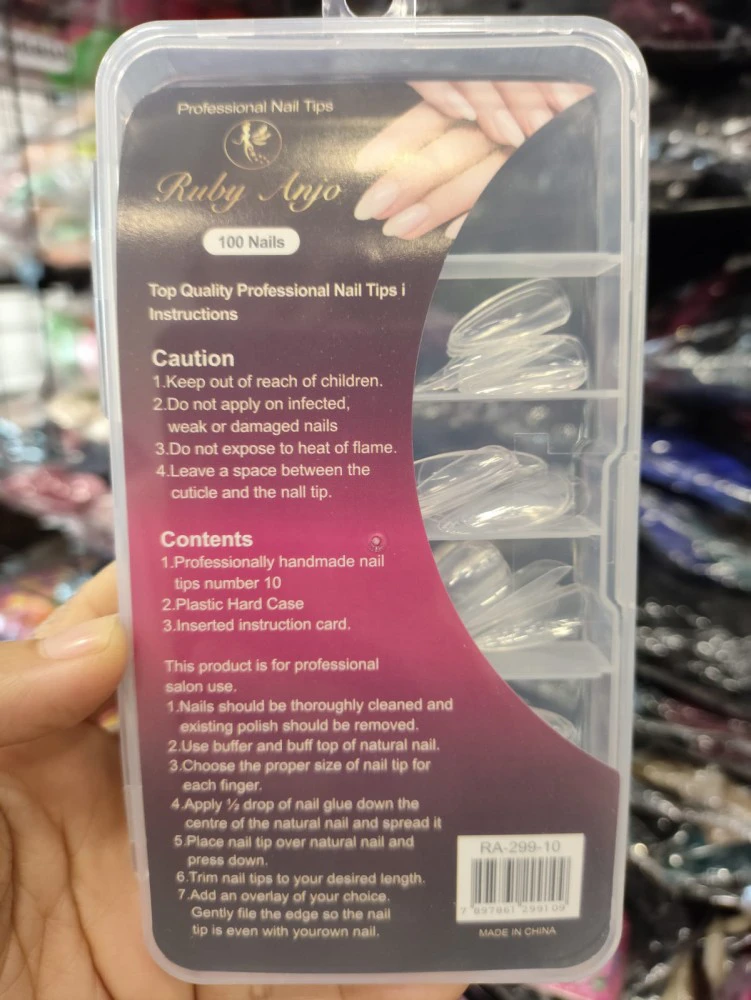 Professional Nail Tips
Ruby Anjo
100 Nails
Top Quality Professional Nail Tips i
Instructions
Caution
1.Keep out of reach of children.
2.Do not apply on infected,
weak or damaged nails
3.Do not expose to heat of flame.
4.Leave a space between the
cuticle and the nall tip.
Contents
1.Professionally handmade nail
tips number 10
2.Plastic Hard Case
3.Inserted instruction card.
This product is for professional
salon use.
1.Nails should be thoroughly cleaned and
existing polish should be removed.
2.Use buffer and buff top of natural nail.
3.Choose the proper size of nail tip for
each finger.
4.Apply ½ drop of nail glue down the
centre of the natural nail and spread it
5.Place nail tip over natural nail and
press down.
6.Trim nail tips to your desired length.
7.Add an overlay of your choice.
Gently file the edge so the nail
tip is even with yourown nail.
RA-299-10
7 897861 299109
MADE IN CHINA